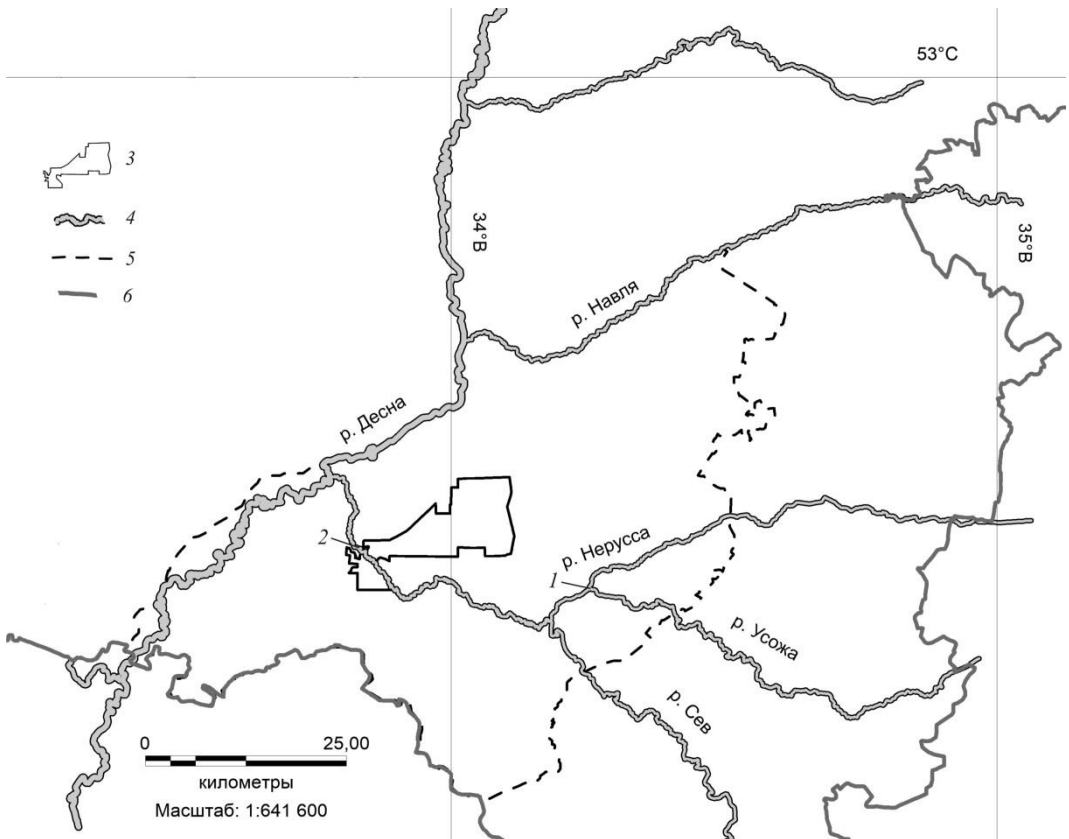 53°С
3
4
5
6
34°В
35°В
р. Навля
р. Десна
2
р. Нерусса
1
р. Усожа
р. Сев
0 25,00
километры
Масштаб: 1:641 600